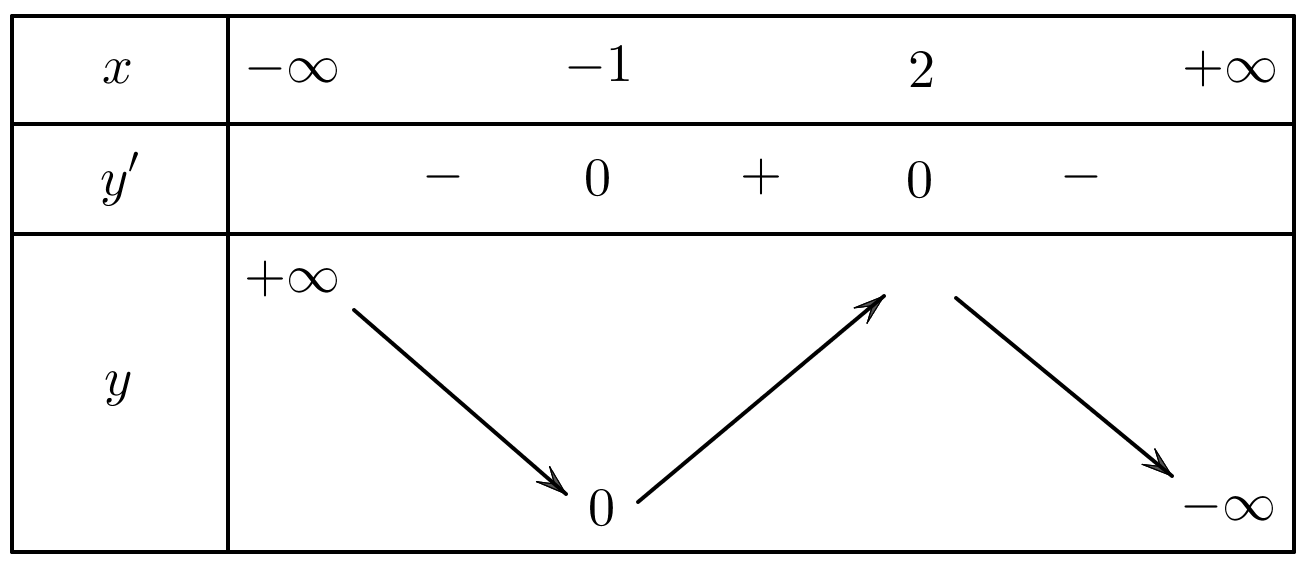 x −∞ −1 2 +∞
y′ − 0 + 0 −
+∞
y
0 −∞